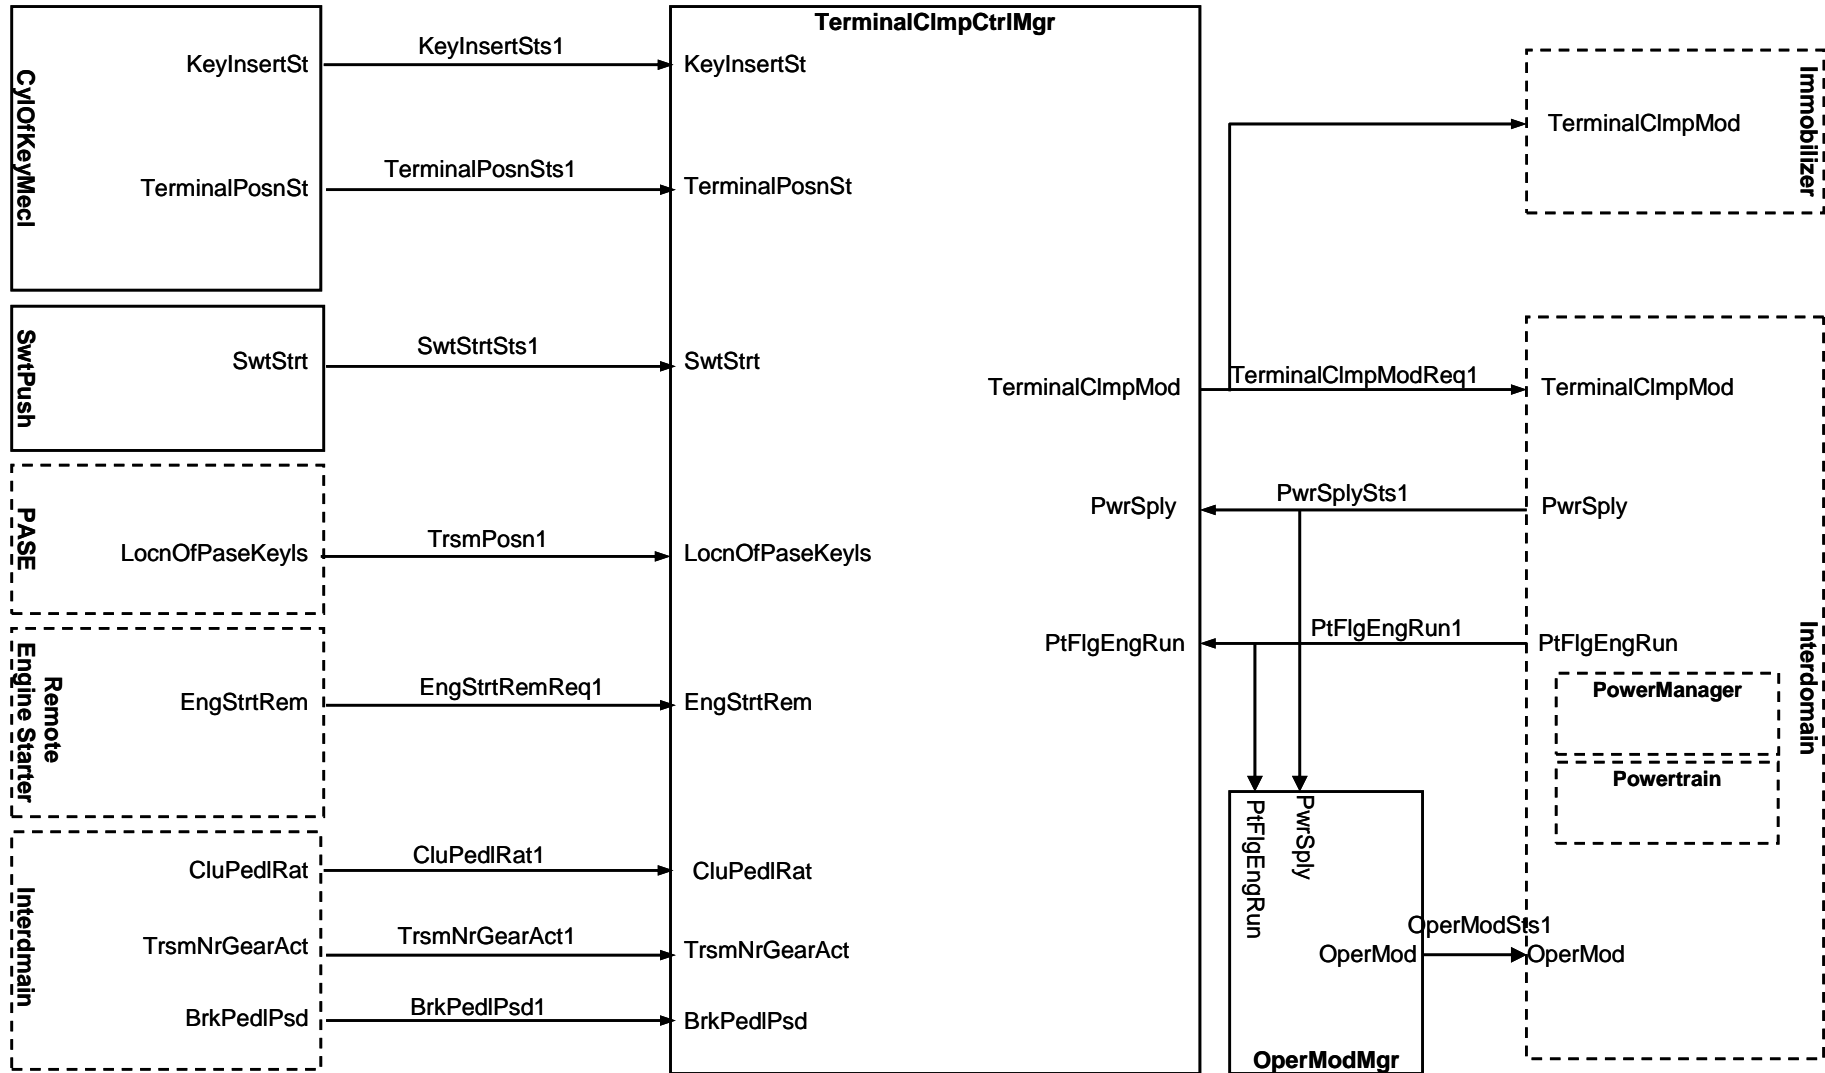 TerminalClmpCtrlMgr
CylOfKeyMecl
KeyInsertSt
KeyInsertSts1
KeyInsertSt
TerminalPosnSt
TerminalPosnSts1
TerminalPosnSt
SwtPush
SwtStrt
SwtStrtSts1
SwtStrt
PASE
LocnOfPaseKeyIs
TrsmPosn1
LocnOfPaseKeyIs
Remote
Engine Starter
EngStrtRem
EngStrtRemReq1
EngStrtRem
Interdmain
CluPedlRat
CluPedlRat1
CluPedlRat
TrsmNrGearAct
TrsmNrGearAct1
TrsmNrGearAct
BrkPedlPsd
BrkPedlPsd1
BrkPedlPsd
TerminalClmpMod
TerminalClmpModReq1
TerminalClmpMod
Immobilizer
TerminalClmpMod
PwrSply
PwrSplySts1
PwrSply
PtFlgEngRun
PtFlgEngRun1
PtFlgEngRun
Interdomain
PowerManager
Powertrain
PtFlgEngRun
PwrSply
OperMod
OperModSts1
OperMod
OperModMgr